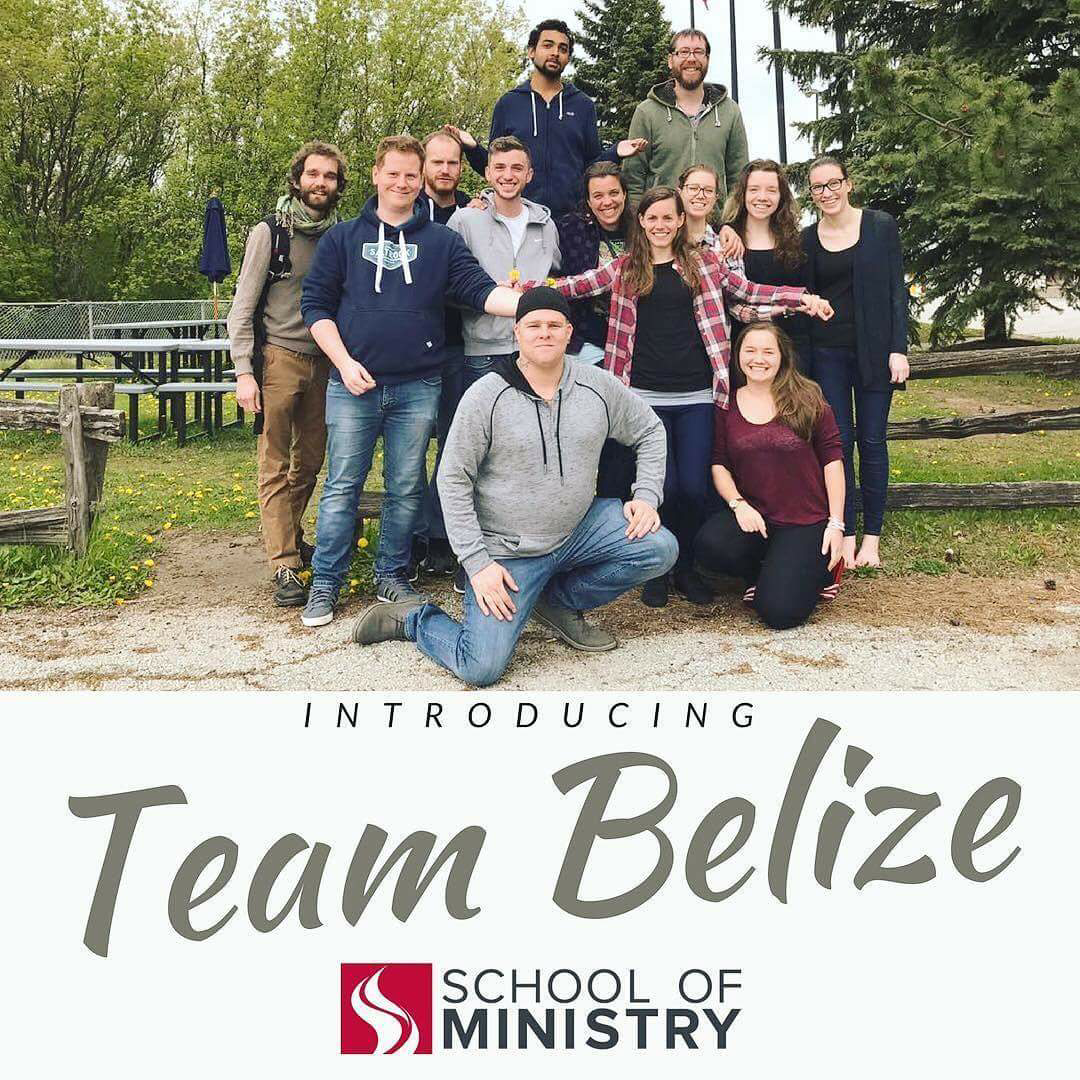 INTRODUCING
Team Belize
SCHOOL OF
MINISTRY